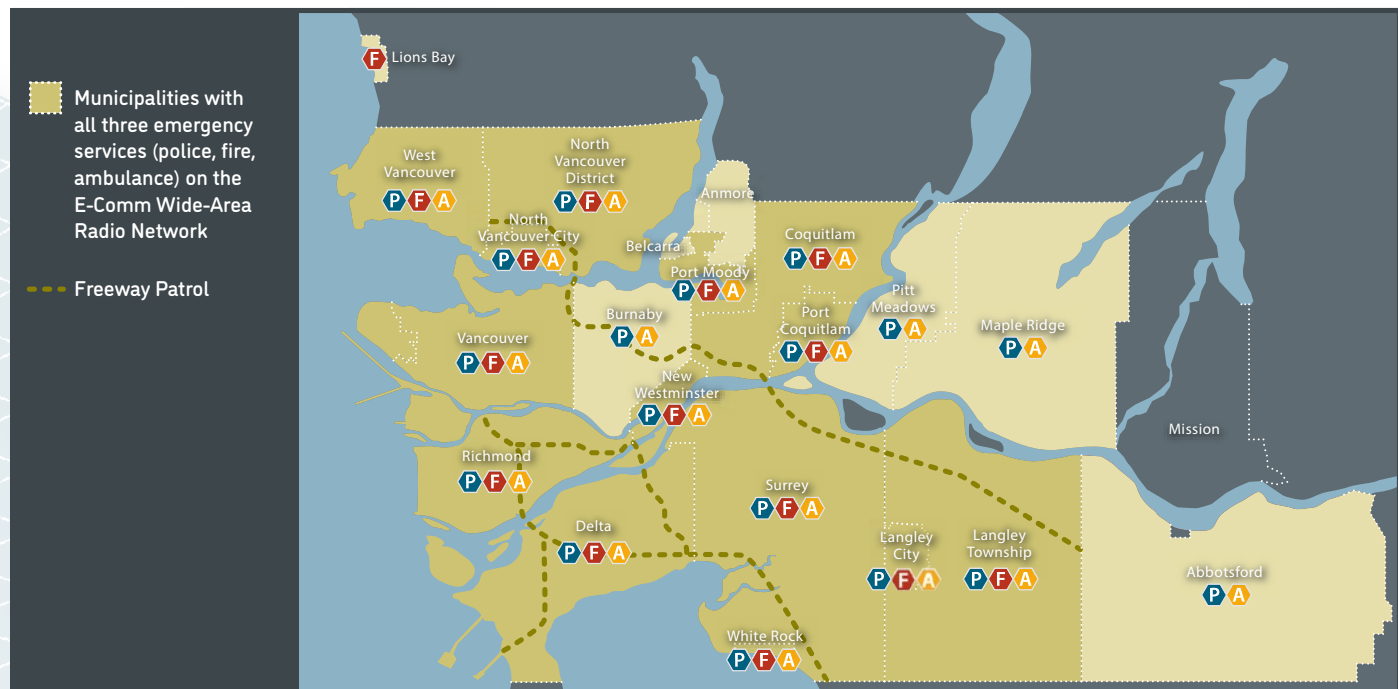 Municipalities with
all three emergency
services (police, fire,
ambulance) on the
E-Comm Wide-Area
Radio Network
Freeway Patrol
F Lions Bay
West
Vancouver
P F A
North
Vancouver
District
P F A
North
Vancouver City
P F A
Anmore
Belcarra
Port Moody
P F A
Coquitlam
P F A
Port
Coquitlam
P F A
Pitt
Meadows
P A
Maple Ridge
P A
Burnaby
P A
Vancouver
P F A
New
Westminster
P F A
Mission
Richmond
P F A
Surrey
P F A
Delta
P F A
Langley
City
P F A
Langley
Township
P F A
Abbotsford
P A
White Rock
P F A